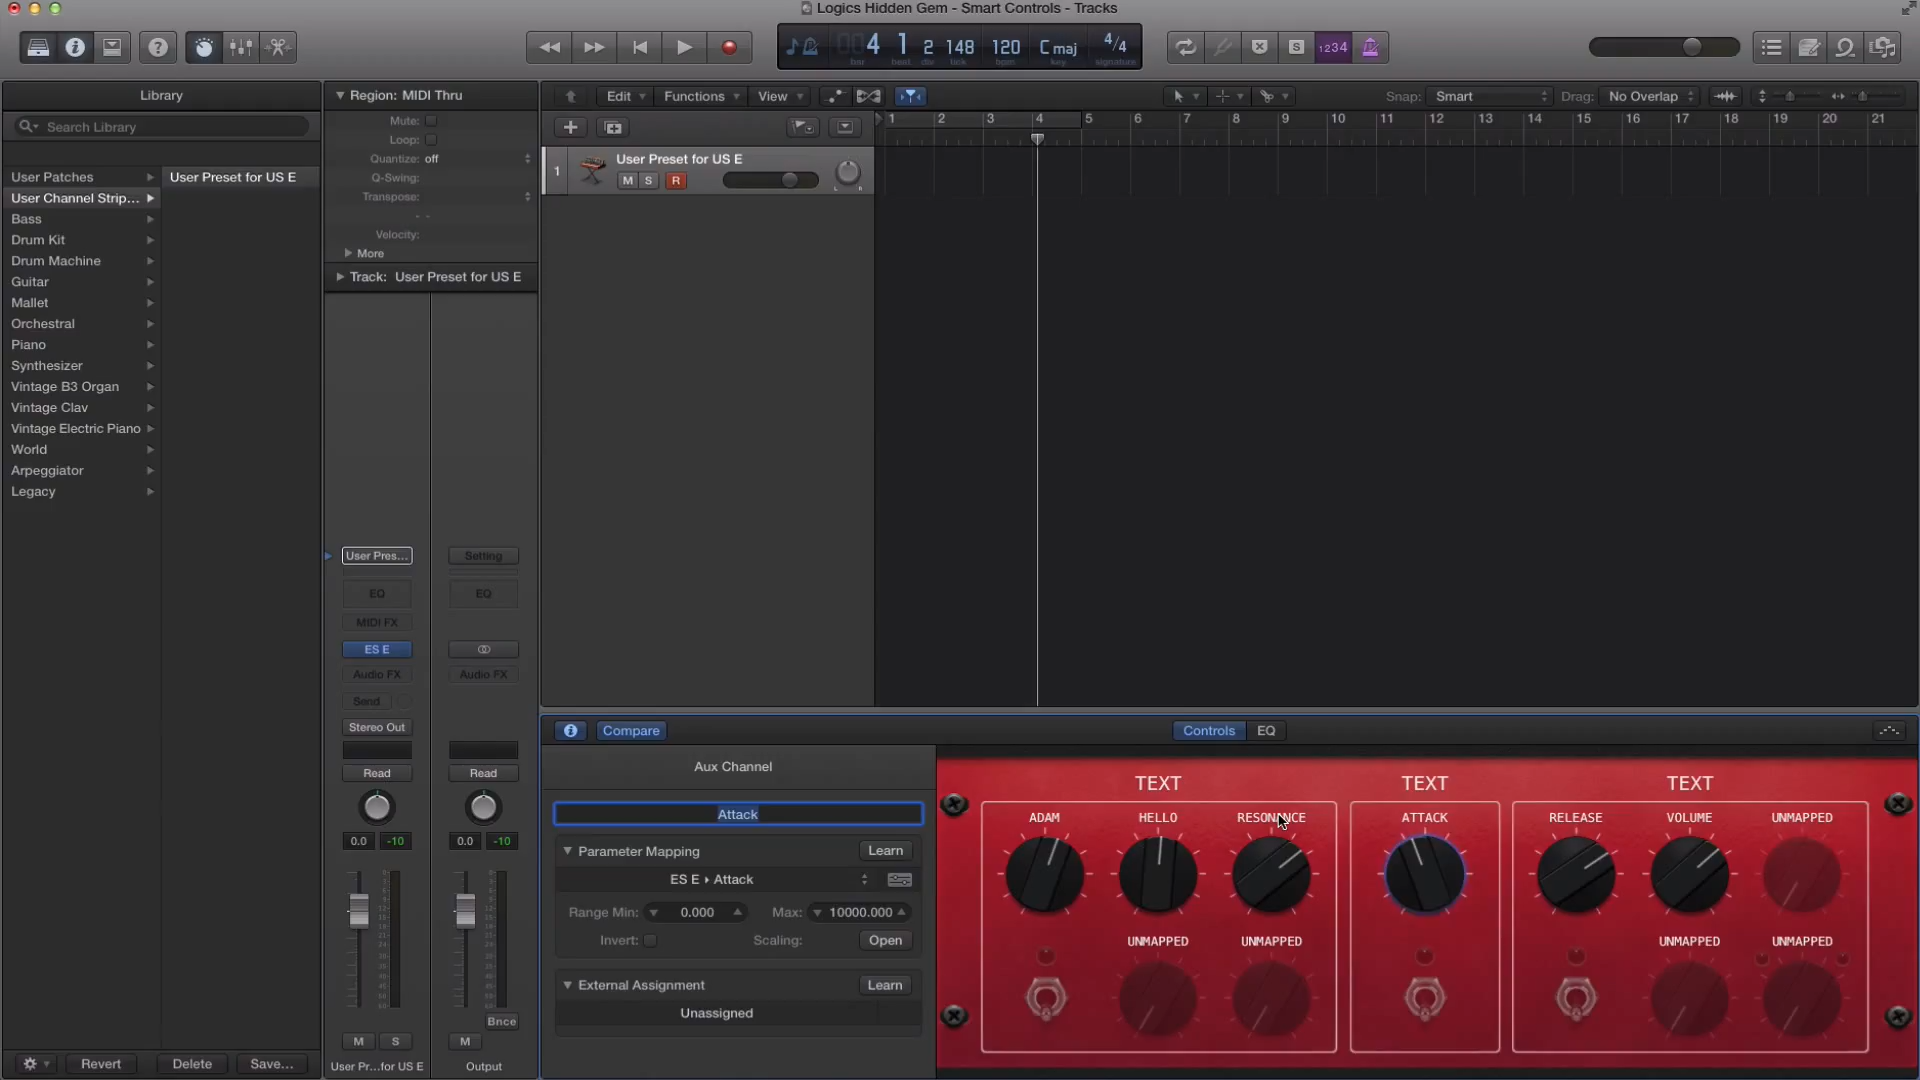 Logics Hidden Gem - Smart Controls - Tracks
4 1 2 148 120 C maj 4/4
bar beat div tick bpm key signature
1234
Library
Region: MIDI Thru
Edit Functions View
Snap: Smart
Drag: No Overlap
Search Library
Mute:
Loop:
Quantize: off
Q-Swing:
Transpose:
Velocity:
More
Track: User Preset for US E
1 2 3 4 5 6 7 8 9 10 11 12 13 14 15 16 17 18 19 20 21
1
User Preset for US E
M S R
L R
User Patches
User Channel Strip...
Bass
Drum Kit
Drum Machine
Guitar
Mallet
Orchestral
Piano
Synthesizer
Vintage B3 Organ
Vintage Clav
Vintage Electric Piano
World
Arpeggiator
Legacy
User Preset for US E
User Pres...
EQ
MIDI FX
ES E
Audio FX
Send
Stereo Out
Read
0.0 -10
M S
User Pr...for US E
Setting
EQ
Audio FX
Read
0.0 -10
Bnce
M
Output
Revert Delete Save...
Compare
Controls EQ
Aux Channel
Attack
Parameter Mapping Learn
ES E Attack
Range Min: 0.000 Max: 10000.000
Invert: Scaling: Open
External Assignment Learn
Unassigned
TEXT TEXT TEXT
ADAM HELLO RESONANCE ATTACK RELEASE VOLUME UNMAPPED
UNMAPPED UNMAPPED UNMAPPED UNMAPPED